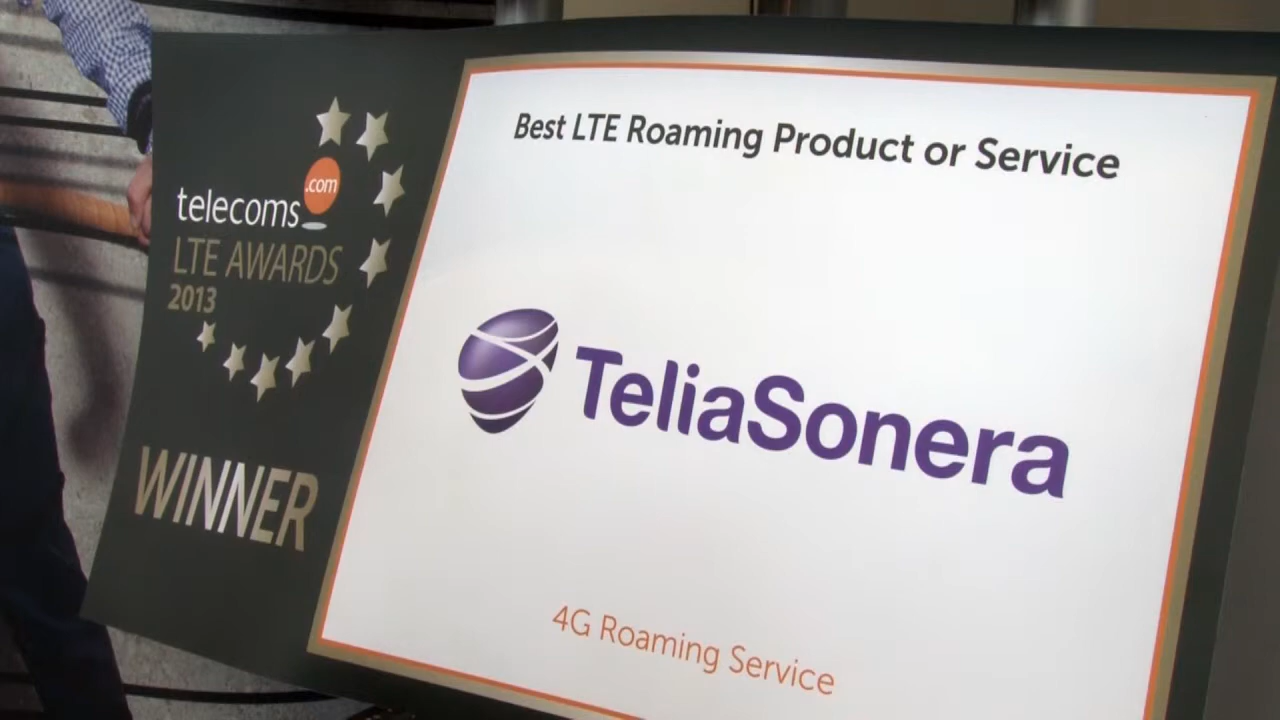 telecoms.com
LTE AWARDS
2013
WINNER
Best LTE Roaming Product or Service
TeliaSonera
4G Roaming Service